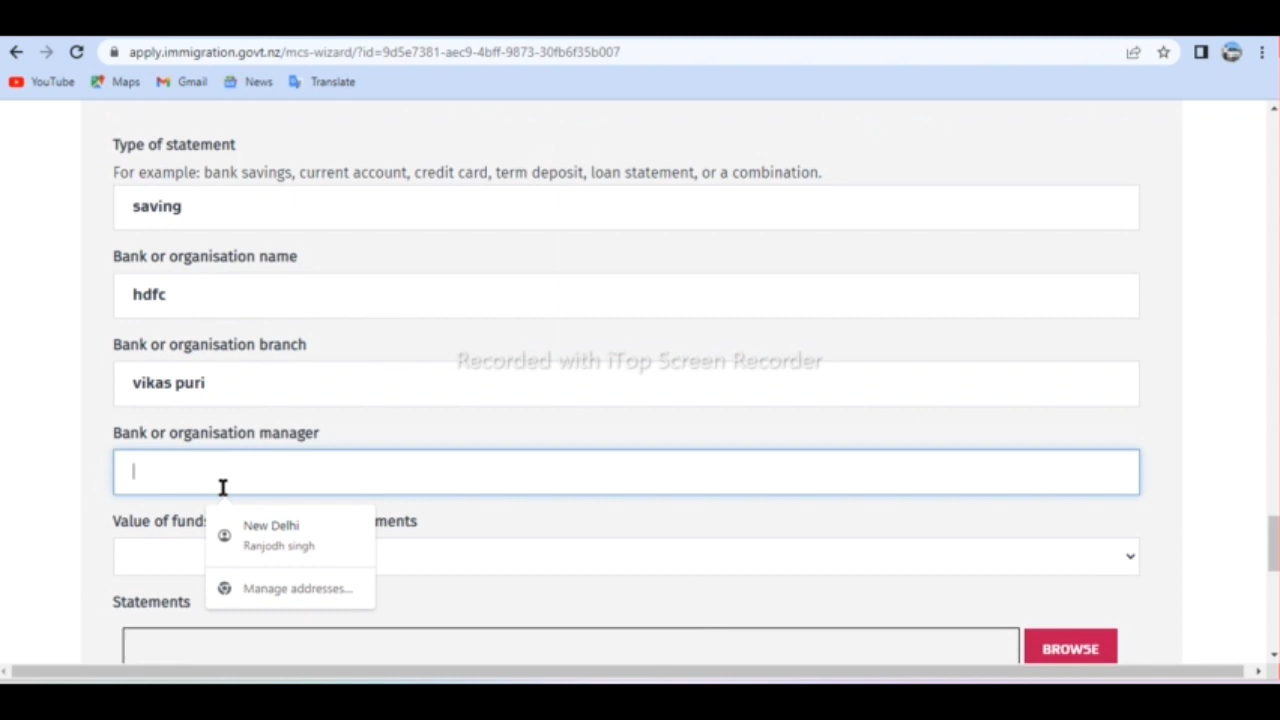 apply.immigration.govt.nz/mcs-wizard/?id=9d5e7381-aec9-4bff-9873-30fb6f35b007
YouTube Maps Gmail News Translate
Type of statement
For example: bank savings, current account, credit card, term deposit, loan statement, or a combination.
saving
Bank or organisation name
hdfc
Bank or organisation branch
Recorded with iTop Screen Recorder
vikas puri
Bank or organisation manager
Value of fund ments
New Delhi
Ranjodh singh
Manage addresses...
Statements
BROWSE